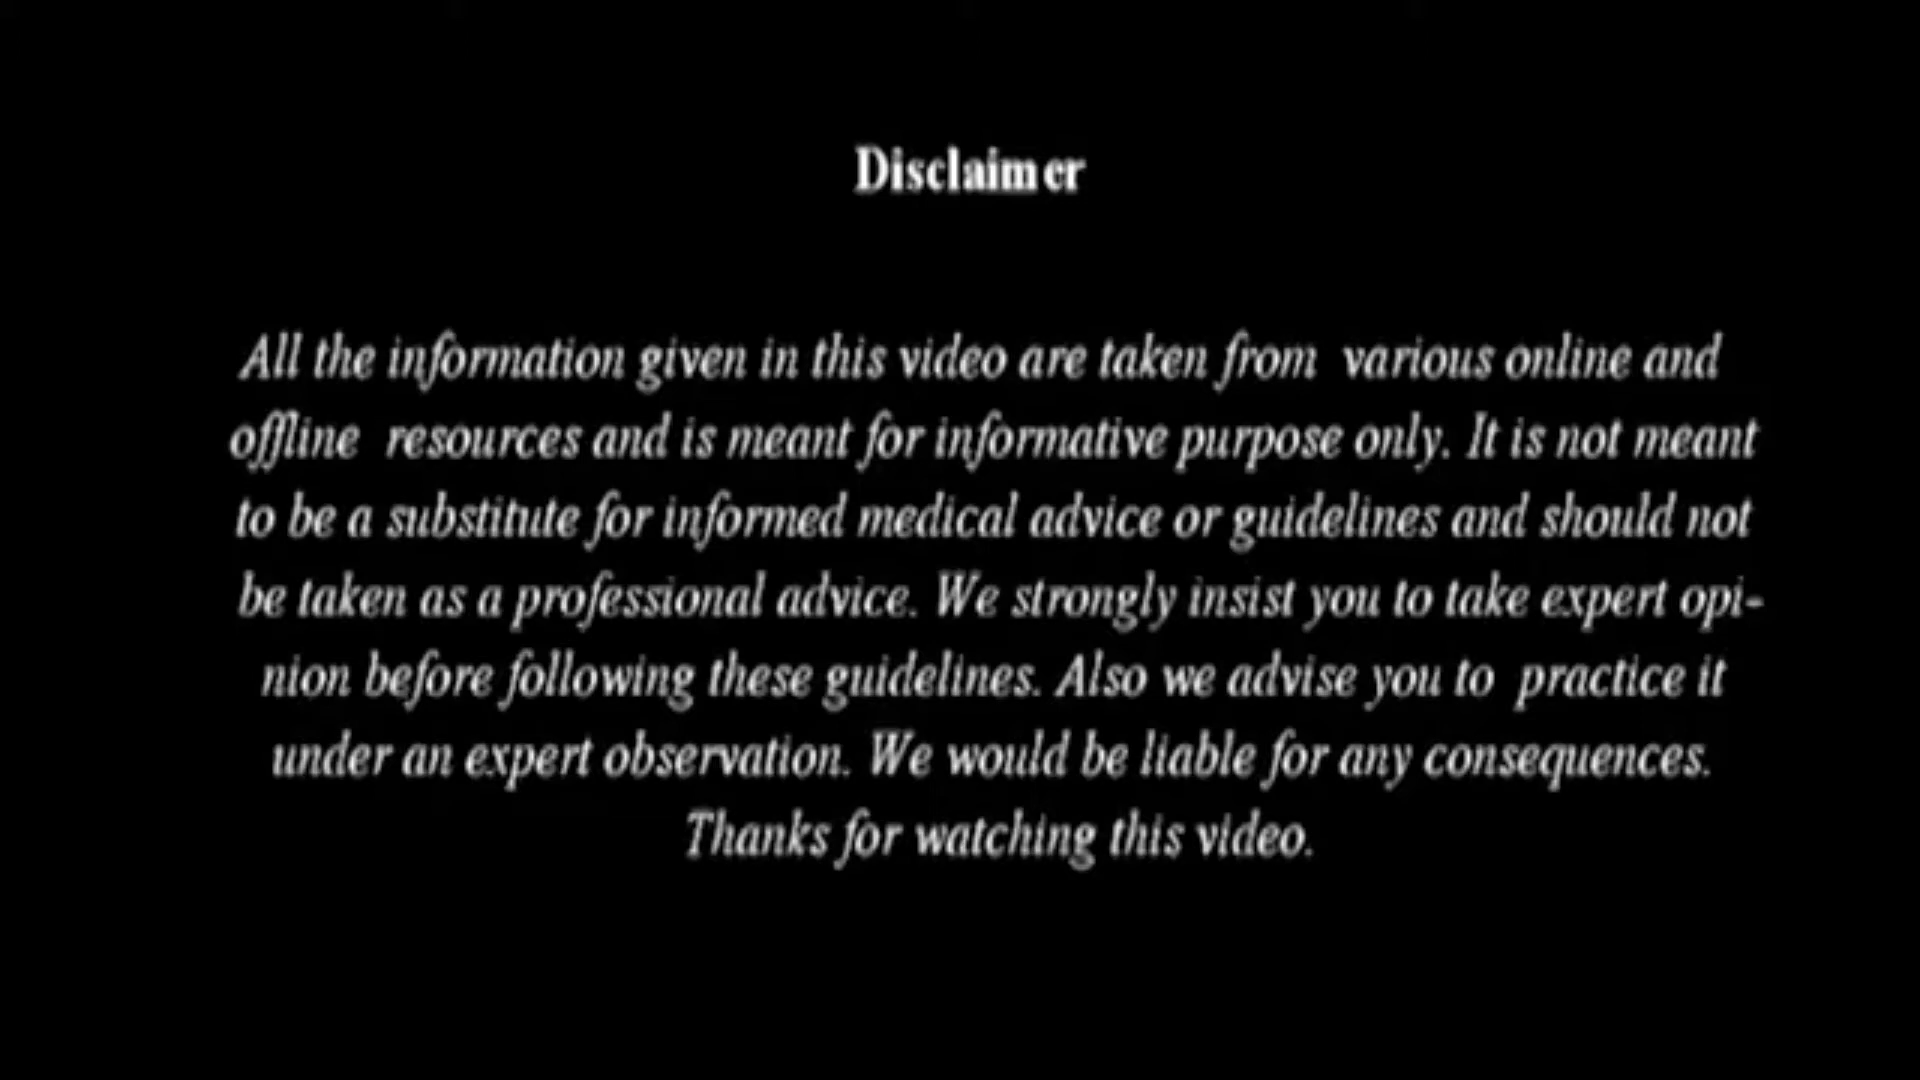 Disclaimer
All the information given in this video are taken from various online and
offline resources and is meant for informative purpose only. It is not meant
to be a substitute for informed medical advice or guidelines and should not
be taken as a professional advice. We strongly insist you to take expert opi-
nion before following these guidelines. Also we advise you to practice it
under an expert observation. We would be liable for any consequences.
Thanks for watching this video.